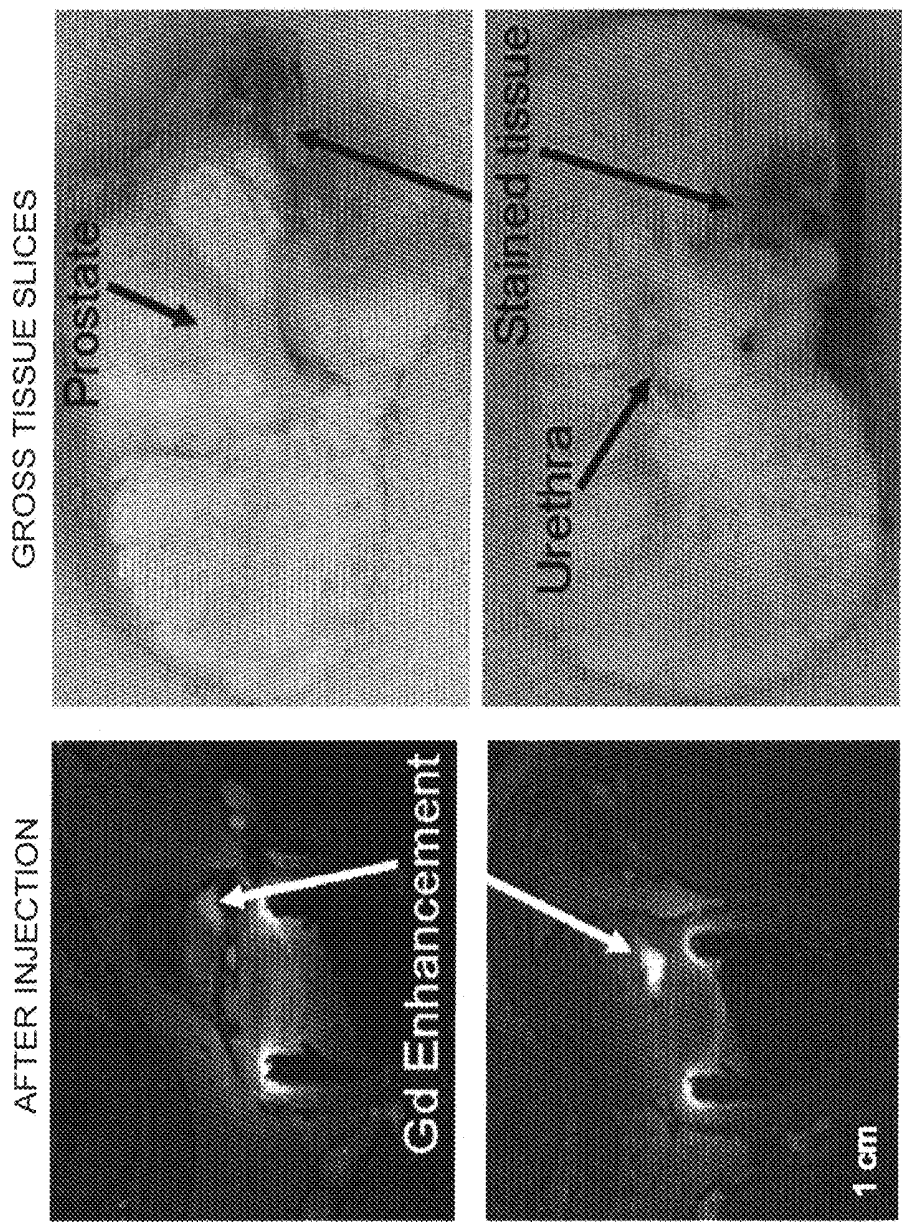 AFTER INJECTION
GROSS TISSUE SLICES
Gd Enhancement
1 cm
Prostate
Urethra
Stained tissue